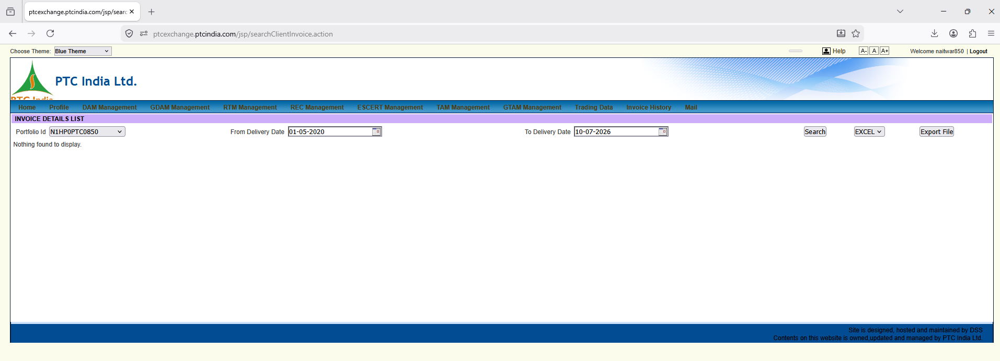 ptcexchange.ptcindia.com/jsp/searc
ptcexchange.ptcindia.com/jsp/searchClientInvoice.action
Choose Theme: Blue Theme Help A- A A+ Welcome naitwar850 | Logout
PTC India Ltd.
PTC India
Home Profile DAM Management GDAM Management RTM Management REC Management ESCERT Management TAM Management GTAM Management Trading Data Invoice History Mail
INVOICE DETAILS LIST
Portfolio Id N1HP0PTC0850 From Delivery Date 01-05-2020 To Delivery Date 10-07-2026 Search EXCEL Export File
Nothing found to display.
Site is designed, hosted and maintained by DSS
Contents on this website is owned,updated and managed by PTC India Ltd.